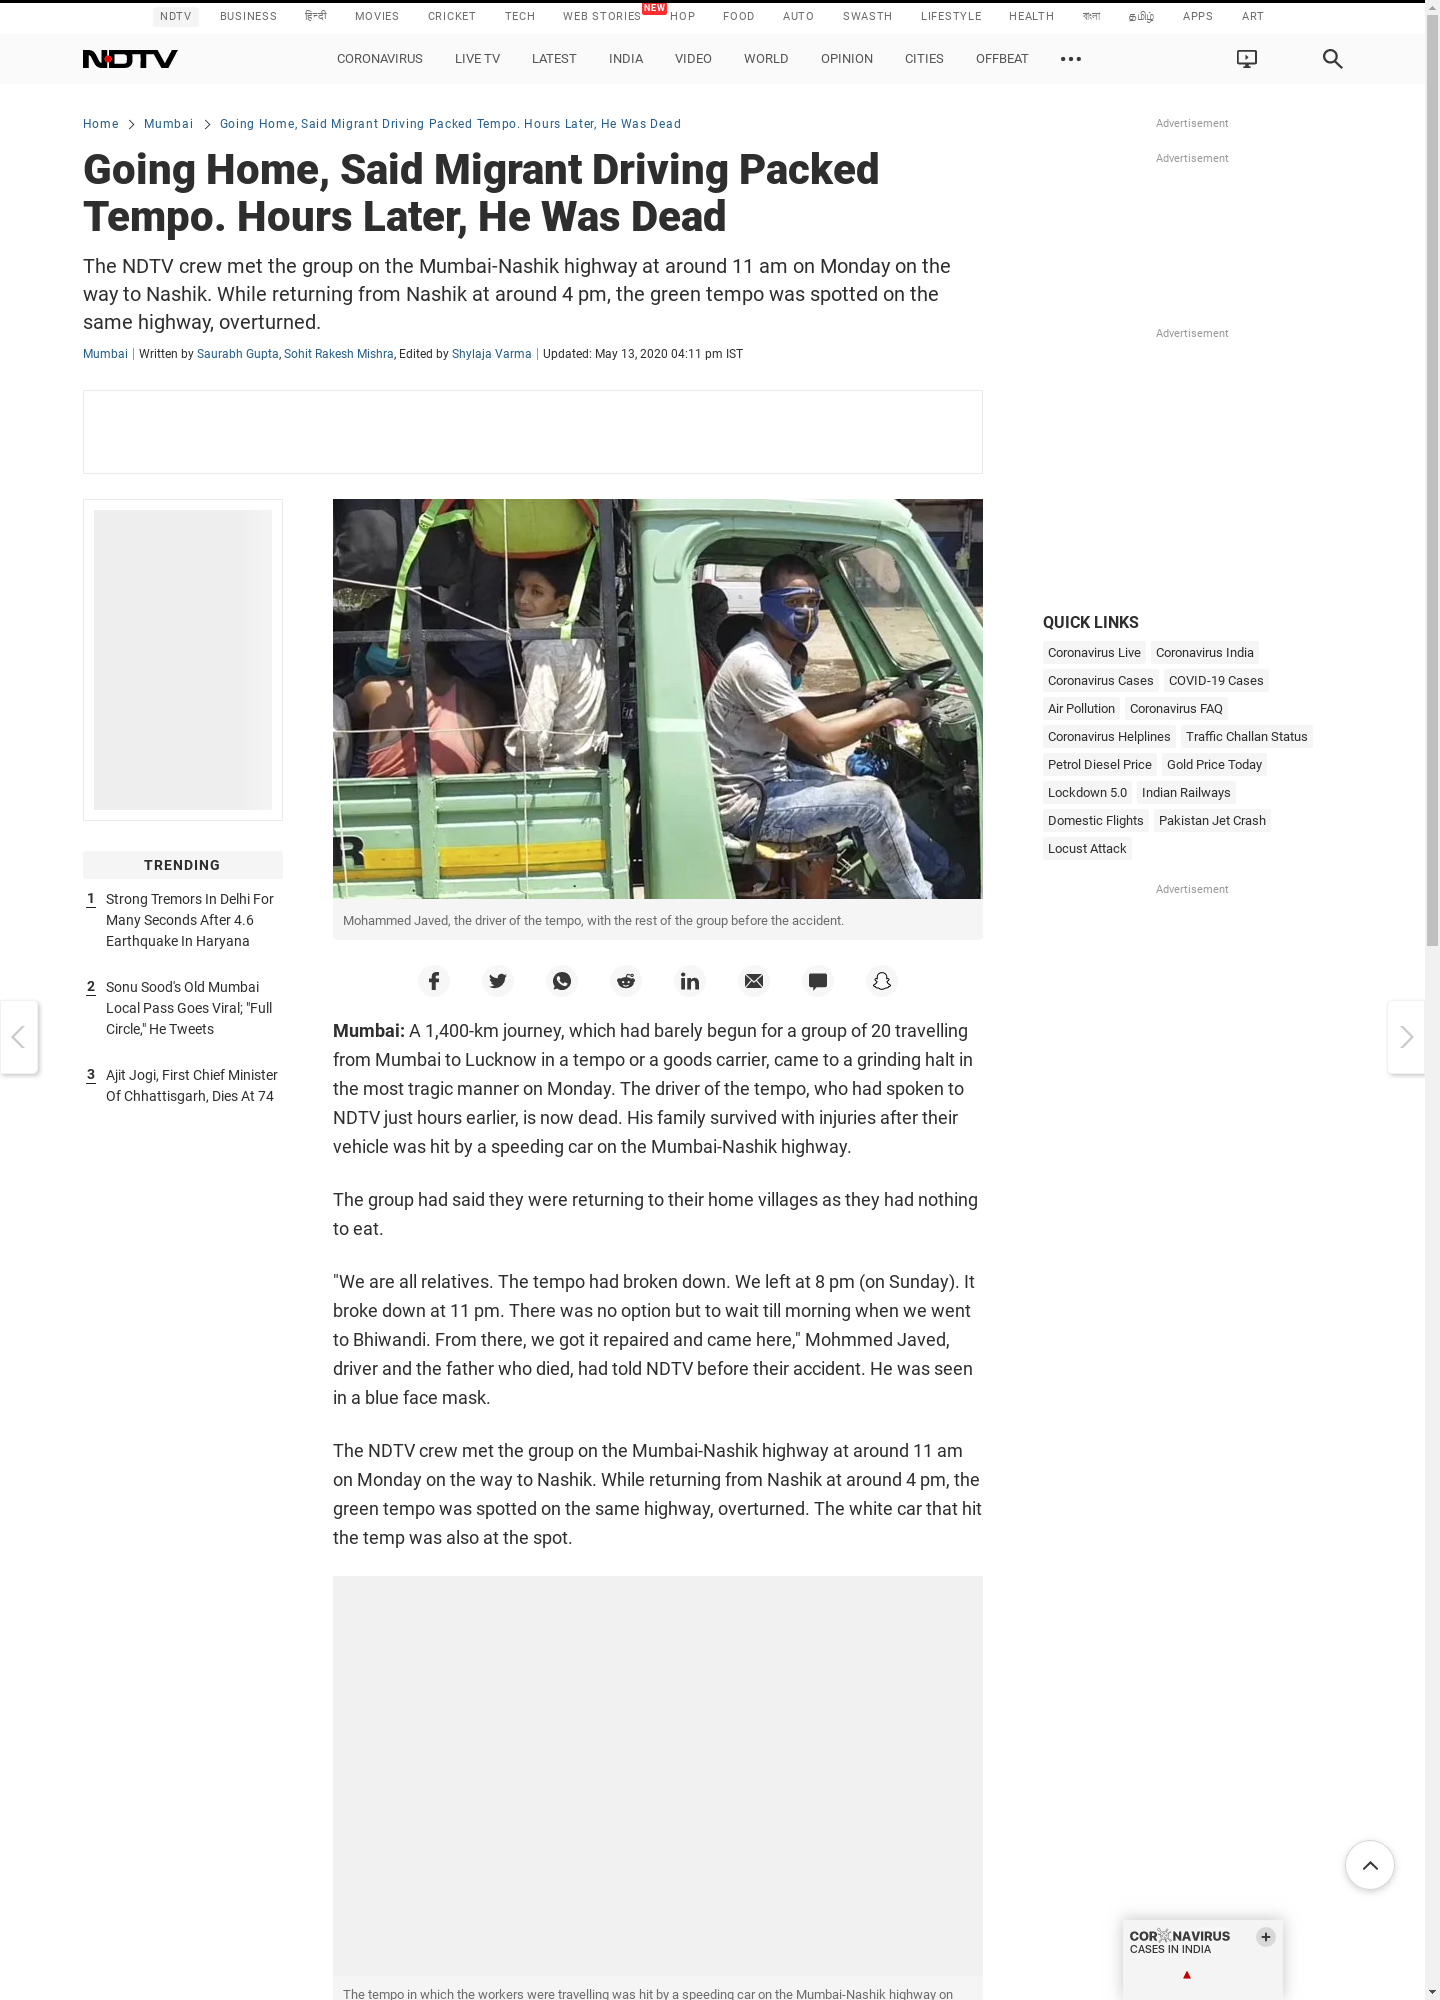 NDTV BUSINESS हिन्दी MOVIES CRICKET TECH WEB STORIES NEW HOP FOOD AUTO SWASTH LIFESTYLE HEALTH বাংলা தமிழ் APPS ART
NDTV CORONAVIRUS LIVE TV LATEST INDIA VIDEO WORLD OPINION CITIES OFFBEAT
Home Mumbai Going Home, Said Migrant Driving Packed Tempo. Hours Later, He Was Dead
Going Home, Said Migrant Driving Packed
Tempo. Hours Later, He Was Dead
The NDTV crew met the group on the Mumbai-Nashik highway at around 11 am on Monday on the
way to Nashik. While returning from Nashik at around 4 pm, the green tempo was spotted on the
same highway, overturned.
Mumbai | Written by Saurabh Gupta, Sohit Rakesh Mishra, Edited by Shylaja Varma | Updated: May 13, 2020 04:11 pm IST
R
Mohammed Javed, the driver of the tempo, with the rest of the group before the accident.
TRENDING
1 Strong Tremors In Delhi For
Many Seconds After 4.6
Earthquake In Haryana
2 Sonu Sood's Old Mumbai
Local Pass Goes Viral; "Full
Circle," He Tweets
3 Ajit Jogi, First Chief Minister
Of Chhattisgarh, Dies At 74
Mumbai: A 1,400-km journey, which had barely begun for a group of 20 travelling
from Mumbai to Lucknow in a tempo or a goods carrier, came to a grinding halt in
the most tragic manner on Monday. The driver of the tempo, who had spoken to
NDTV just hours earlier, is now dead. His family survived with injuries after their
vehicle was hit by a speeding car on the Mumbai-Nashik highway.
The group had said they were returning to their home villages as they had nothing
to eat.
"We are all relatives. The tempo had broken down. We left at 8 pm (on Sunday). It
broke down at 11 pm. There was no option but to wait till morning when we went
to Bhiwandi. From there, we got it repaired and came here," Mohmmed Javed,
driver and the father who died, had told NDTV before their accident. He was seen
in a blue face mask.
The NDTV crew met the group on the Mumbai-Nashik highway at around 11 am
on Monday on the way to Nashik. While returning from Nashik at around 4 pm, the
green tempo was spotted on the same highway, overturned. The white car that hit
the temp was also at the spot.
The tempo in which the workers were travelling was hit by a speeding car on the Mumbai-Nashik highway on
Advertisement
Advertisement
Advertisement
QUICK LINKS
Coronavirus Live Coronavirus India
Coronavirus Cases COVID-19 Cases
Air Pollution Coronavirus FAQ
Coronavirus Helplines Traffic Challan Status
Petrol Diesel Price Gold Price Today
Lockdown 5.0 Indian Railways
Domestic Flights Pakistan Jet Crash
Locust Attack
Advertisement
CORONAVIRUS
CASES IN INDIA